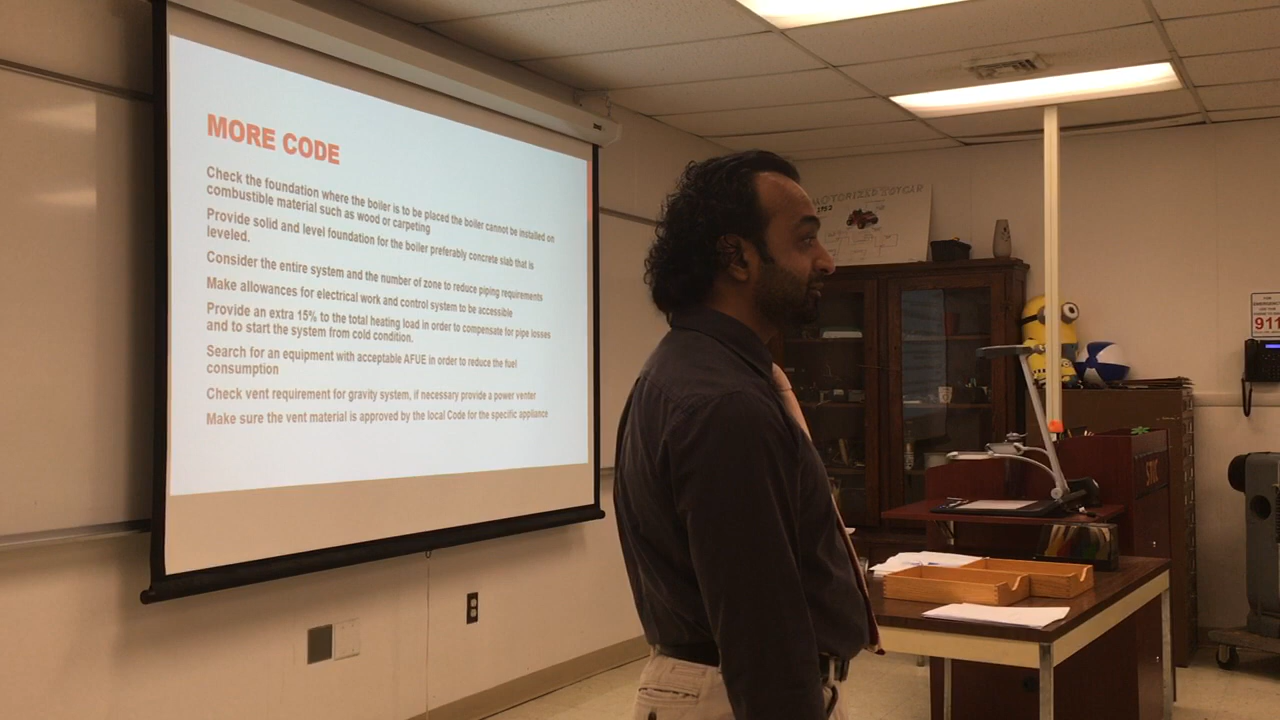 MORE CODE
Check the foundation where the boiler is to be placed the boiler cannot be installed on
combustible material such as wood or carpeting
Provide solid and level foundation for the boiler preferably concrete slab that is
leveled.
Consider the entire system and the number of zone to reduce piping requirements
Make allowances for electrical work and control system to be accessible
Provide an extra 15% to the total heating load in order to compensate for pipe losses
and to start the system from cold condition.
Search for an equipment with acceptable AFUE in order to reduce the fuel
consumption
Check vent requirement for gravity system, if necessary provide a power venter
Make sure the vent material is approved by the local Code for the specific appliance
MOTORIZED TOYCAR
FOR
EMERGENCY
911